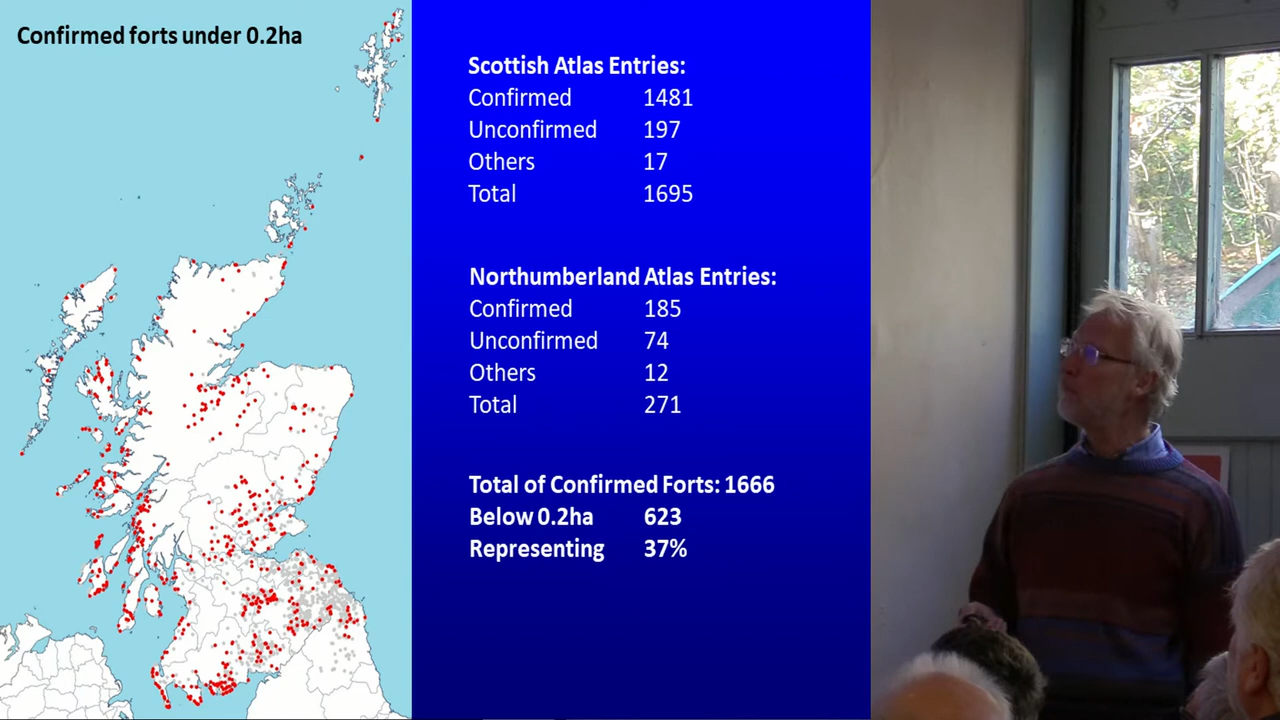 Confirmed forts under 0.2ha
Scottish Atlas Entries:
Confirmed 1481
Unconfirmed 197
Others 17
Total 1695
Northumberland Atlas Entries:
Confirmed 185
Unconfirmed 74
Others 12
Total 271
Total of Confirmed Forts: 1666
Below 0.2ha 623
Representing 37%